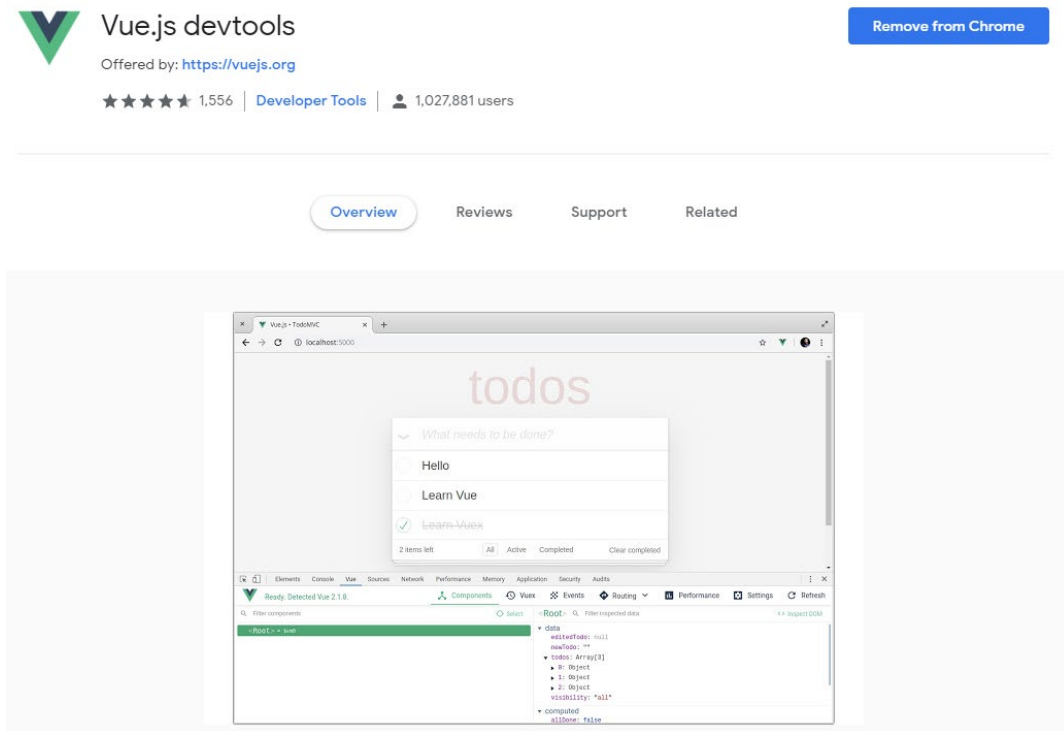 Vue.js devtools
Remove from Chrome
Offered by: https://vuejs.org
1,556 Developer Tools 1,027,881 users
Overview Reviews Support Related
Vue.js • TodoMVC
localhost:5000
todos
What needs to be done?
Hello
Learn Vue
Learn Vuex
2 items left All Active Completed Clear completed
Elements Console Vue Sources Network Performance Memory Application Security Audits
Ready. Detected Vue 2.1.8. Components Vuex Events Routing Performance Settings Refresh
Filter components Select <Root> Filter inspected data <> Inspect DOM
<Root> = $vm0
data
editedTodo: null
newTodo: ""
todos: Array[3]
0: Object
1: Object
2: Object
visibility: "all"
computed
allDone: false